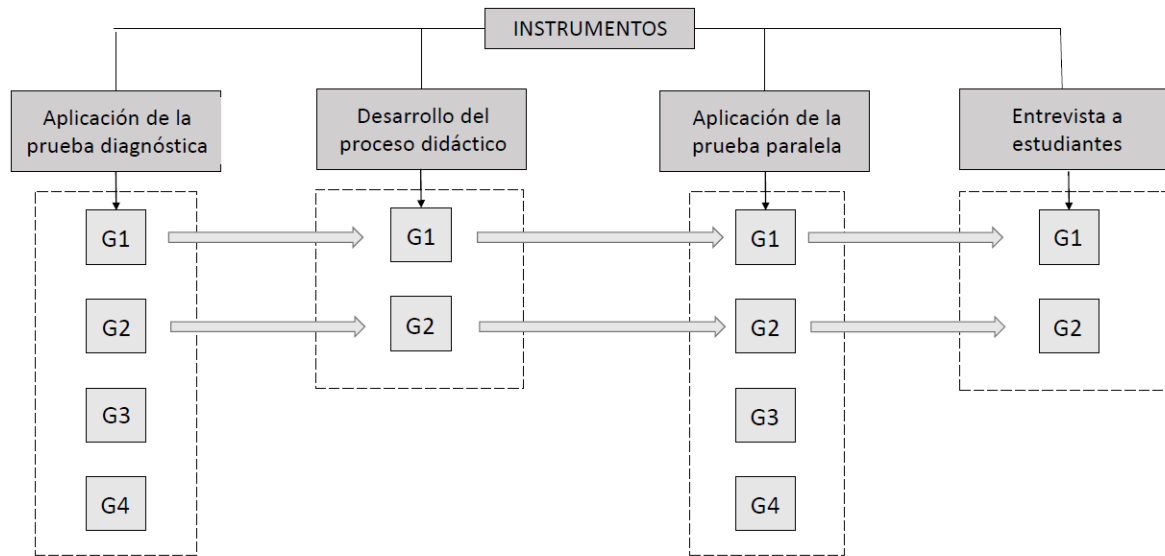 INSTRUMENTOS
Aplicación de la
prueba diagnóstica
Desarrollo del
proceso didáctico
Aplicación de la
prueba paralela
Entrevista a
estudiantes
G1
G1
G1
G1
G2
G2
G2
G2
G3
G3
G4
G4